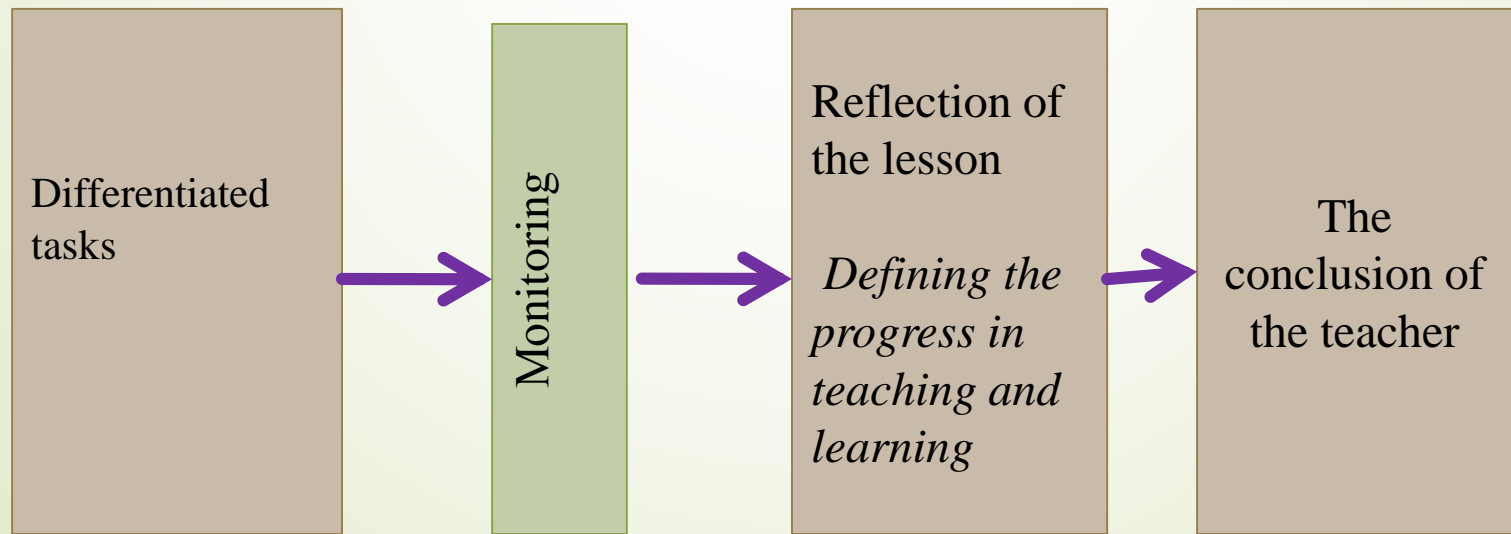 Differentiated
tasks
Monitoring
Reflection of
the lesson
Defining the
progress in
teaching and
learning
The
conclusion of
the teacher